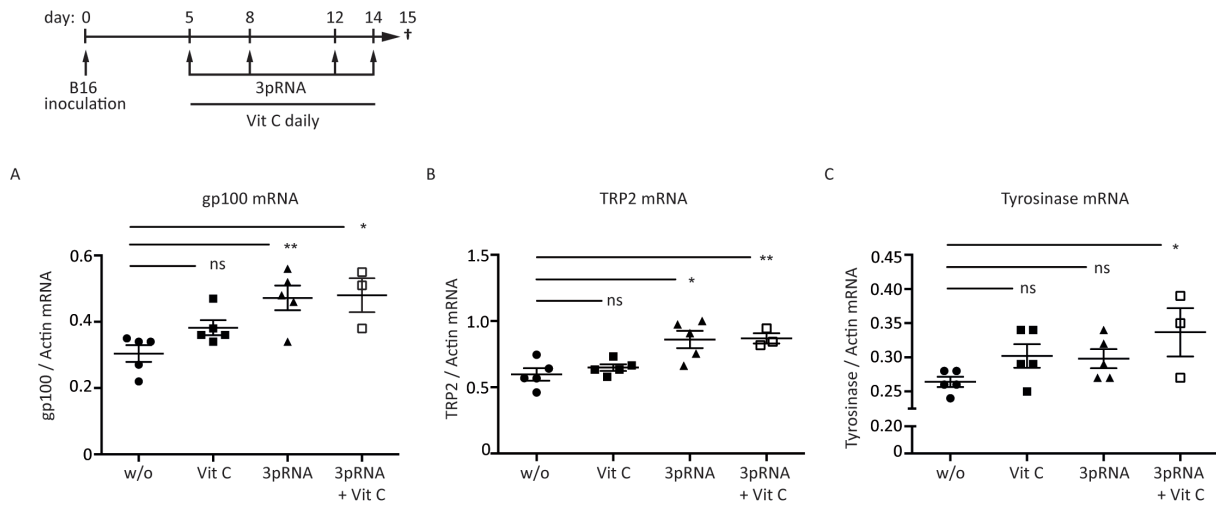 day: 0 5 8 12 14 15
†
B16
inoculation
3pRNA
Vit C daily
A
gp100 mRNA
*
**
ns
0.6
0.4
0.2
0
gp100 / Actin mRNA
w/o Vit C 3pRNA 3pRNA
+ Vit C
B
TRP2 mRNA
**
*
ns
1.5
1.0
0.5
0
TRP2 / Actin mRNA
w/o Vit C 3pRNA 3pRNA
+ Vit C
C
Tyrosinase mRNA
*
ns
ns
0.45
0.40
0.35
0.30
0.25
0.20
0
Tyrosinase / Actin mRNA
w/o Vit C 3pRNA 3pRNA
+ Vit C